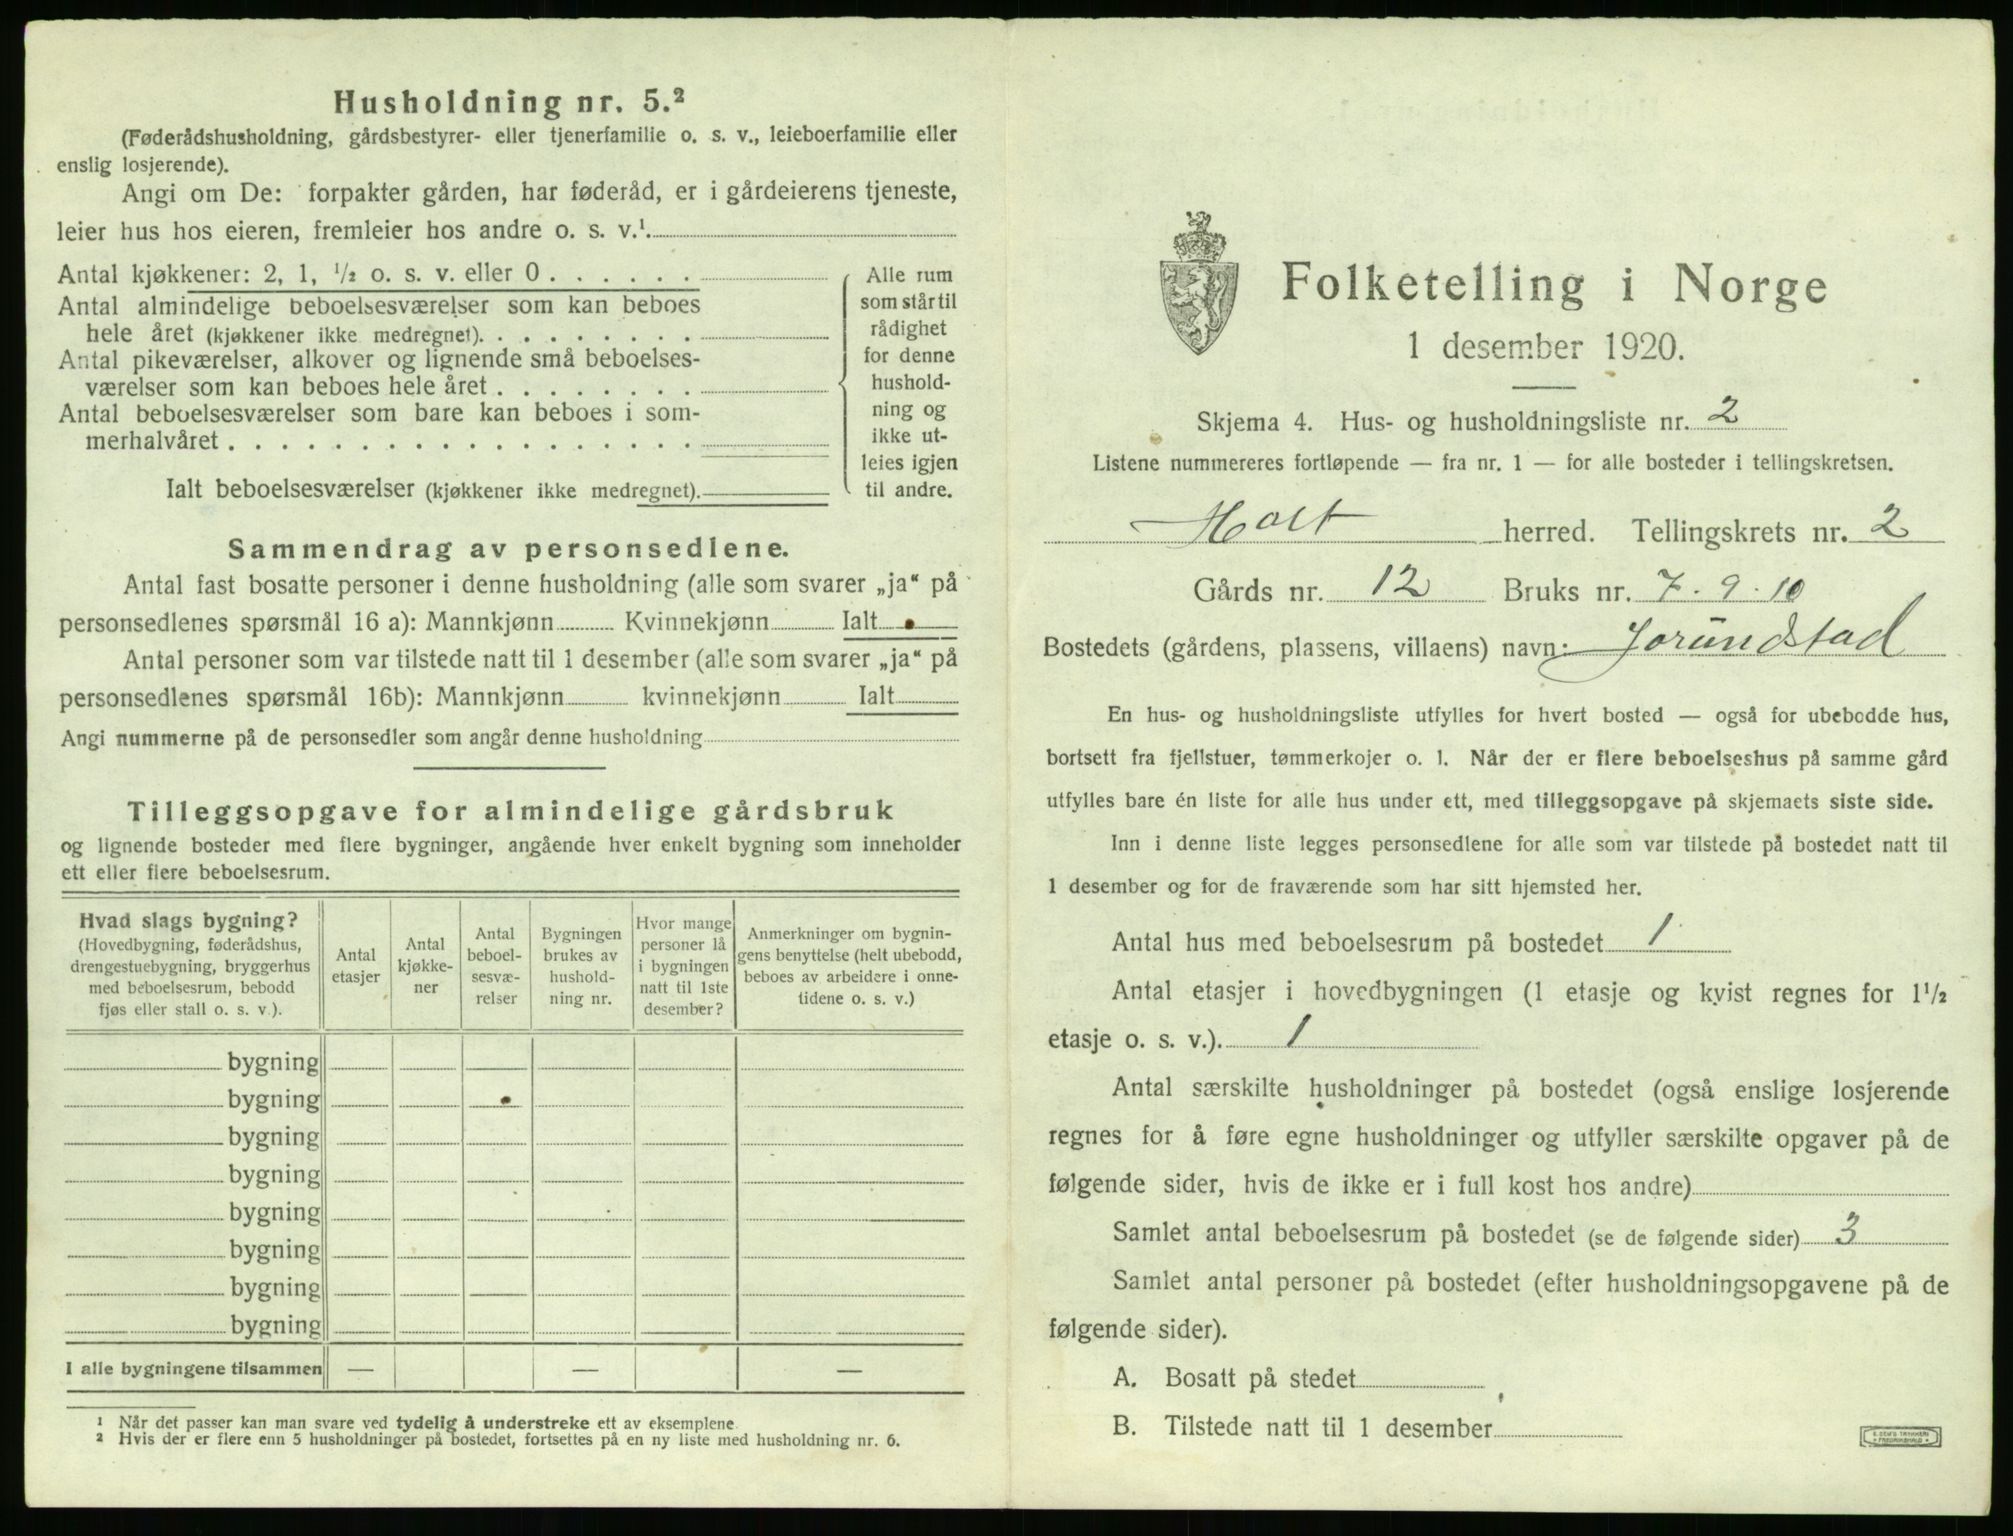 Husholdning nr. 5.²
(Føderådshusholdning, gårdsbestyrer- eller tjenerfamilie o. s. v., leieboerfamilie eller
enslig losjerende).
Angi om De: forpakter gården, har føderåd, er i gårdeierens tjeneste,
leier hus hos eieren, fremleier hos andre o. s. v.¹
Antal kjøkkener: 2, 1, ½ o. s. v. eller 0 . . . . . .
Antal almindelige beboelsesværelser som kan beboes
hele året (kjøkkener ikke medregnet). . . . . . . . .
Antal pikeværelser, alkover og lignende små beboelses-
værelser som kan beboes hele året . . . . . . . .
Antal beboelsesværelser som bare kan beboes i som-
merhalvåret . . . . . . . . . . . . . . . . . .
Ialt beboelsesværelser (kjøkkener ikke medregnet).
Alle rum
som står til
rådighet
for denne
hushold-
ning og
ikke ut-
leies igjen
til andre.
Sammendrag av personsedlene.
Antal fast bosatte personer i denne husholdning (alle som svarer „ja“ på
personsedlenes spørsmål 16 a): Mannkjønn Kvinnekjønn Ialt
Antal personer som var tilstede natt til 1 desember (alle som svarer „ja“ på
personsedlenes spørsmål 16b): Mannkjønn kvinnekjønn Ialt
Angi nummerne på de personsedler som angår denne husholdning
Tilleggsopgave for almindelige gårdsbruk
og lignende bosteder med flere bygninger, angående hver enkelt bygning som inneholder
ett eller flere beboelsesrum.
Hvad slags bygning?
(Hovedbygning, føderådshus,
drengestuebygning, bryggerhus
med beboelsesrum, bebodd
fjøs eller stall o. s. v.).
Antal
etasjer
Antal
kjøkke-
ner
Antal
beboel-
sesvæ-
relser
Bygningen
brukes av
hushold-
ning nr.
Hvor mange
personer lå
i bygningen
natt til 1ste
desember?
Anmerkninger om bygnin-
gens benyttelse (helt ubebodd,
beboes av arbeidere i onne-
tidene o. s. v.)
bygning
bygning
bygning
bygning
bygning
bygning
bygning
bygning
I alle bygningene tilsammen — — —
¹ Når det passer kan man svare ved tydelig å understreke ett av eksemplene
² Hvis der er flere enn 5 husholdninger på bostedet, fortsettes på en ny liste med husholdning nr. 6.
Folketelling i Norge
1 desember 1920.
Skjema 4. Hus- og husholdningsliste nr. 2
Listene nummereres fortløpende — fra nr. 1 — for alle bosteder i tellingskretsen.
Holt herred. Tellingskrets nr. 2
Gårds nr. 12 Bruks nr. 7. 9. 10
Bostedets (gårdens, plassens, villaens) navn: Jorundstad
En hus- og husholdningsliste utfylles for hvert bosted — også for ubebodde hus,
bortsett fra fjellstuer, tømmerkojer o. l. Når der er flere beboelseshus på samme gård
utfylles bare én liste for alle hus under ett, med tilleggsopgave på skjemaets siste side.
Inn i denne liste legges personsedlene for alle som var tilstede på bostedet natt til
1 desember og for de fraværende som har sitt hjemsted her.
Antal hus med beboelsesrum på bostedet 1
Antal etasjer i hovedbygningen (1 etasje og kvist regnes for 1½
etasje o. s. v.). 1
Antal særskilte husholdninger på bostedet (også enslige losjerende
regnes for å føre egne husholdninger og utfyller særskilte opgaver på de
følgende sider, hvis de ikke er i full kost hos andre)
Samlet antal beboelsesrum på bostedet (se de følgende sider) 3
Samlet antal personer på bostedet (efter husholdningsopgavene på de
følgende sider).
A. Bosatt på stedet
B. Tilstede natt til 1 desember